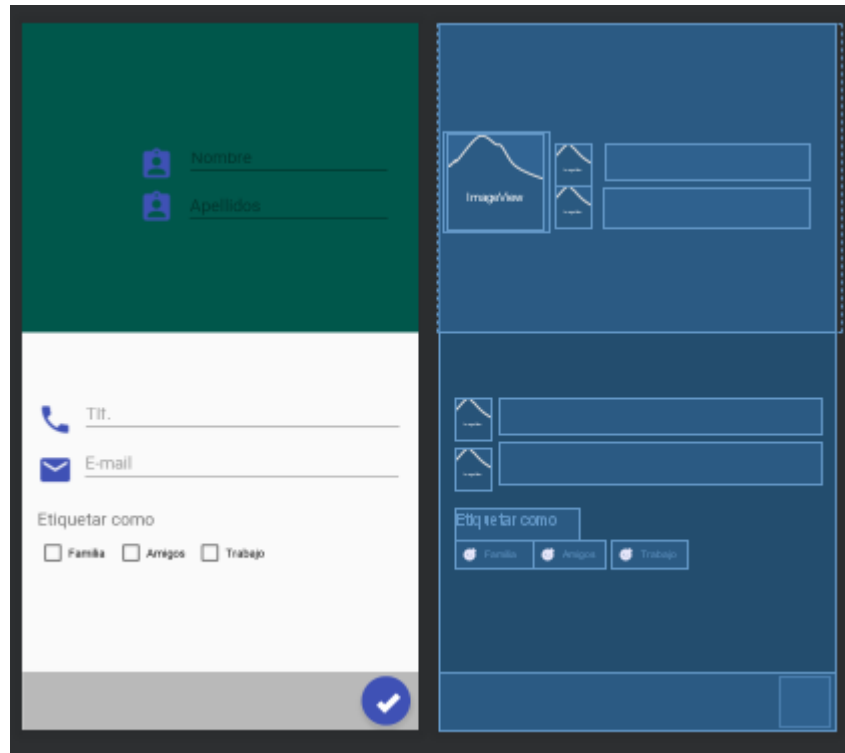 Nombre
Apellidos
Tlf.
E-mail
Etiquetar como
Familia Amigos Trabajo
ImageView
Etiquetar como
Familia Amigos Trabajo